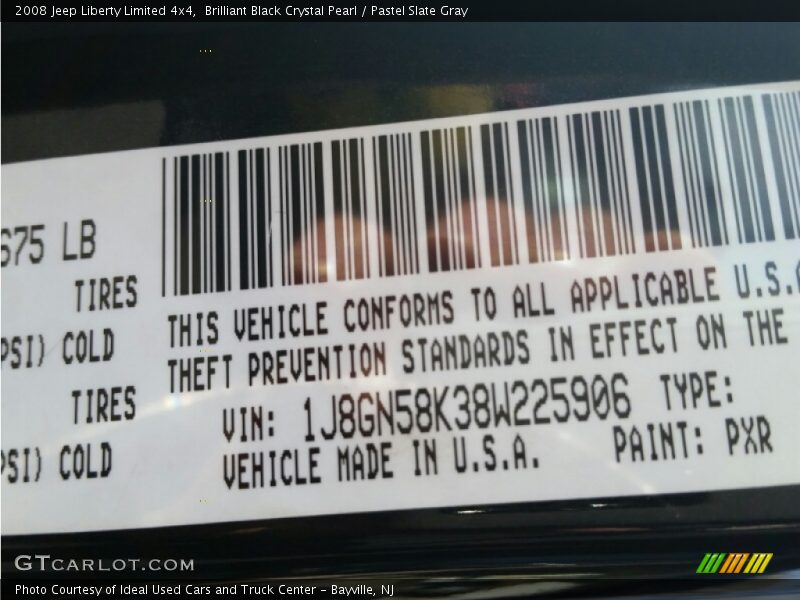 2008 Jeep Liberty Limited 4x4,  Brilliant Black Crystal Pearl / Pastel Slate Gray
675 LB
TIRES
PSI) COLD
TIRES
PSI) COLD
THIS VEHICLE CONFORMS TO ALL APPLICABLE U.S.A
THEFT PREVENTION STANDARDS IN EFFECT ON THE
VIN: 1J8GN58K38W225906 TYPE:
VEHICLE MADE IN U.S.A. PAINT: PXR
GTCARLOT.COM
Photo Courtesy of Ideal Used Cars and Truck Center – Bayville, NJ